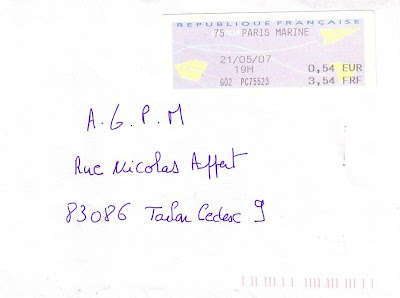 REPUBLIQUE FRANÇAISE
75 PARIS MARINE
21/05/07
19H 0,54 EUR
G02 PC75523 3,54 FRF
A.G.P.M
Rue Nicolas Appert
83086 Toulon Cedex 9